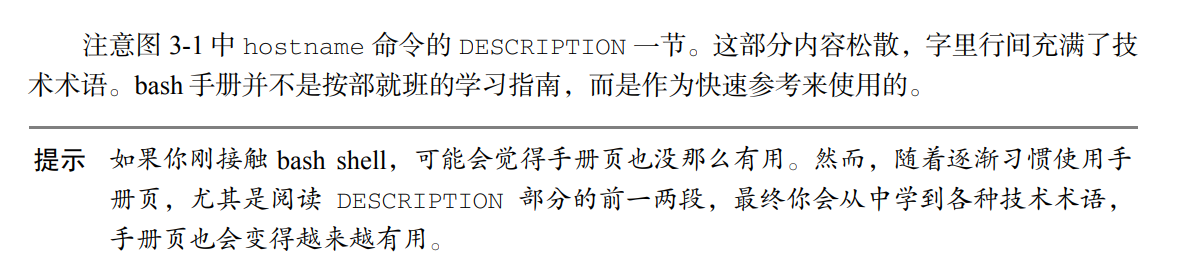 注意图 3-1 中 hostname 命令的 DESCRIPTION 一节。这部分内容松散，字里行间充满了技
术术语。bash 手册并不是按部就班的学习指南，而是作为快速参考来使用的。
提示 如果你刚接触 bash shell，可能会觉得手册页也没那么有用。然而，随着逐渐习惯使用手
册页，尤其是阅读 DESCRIPTION 部分的前一两段，最终你会从中学到各种技术术语，
手册页也会变得越来越有用。